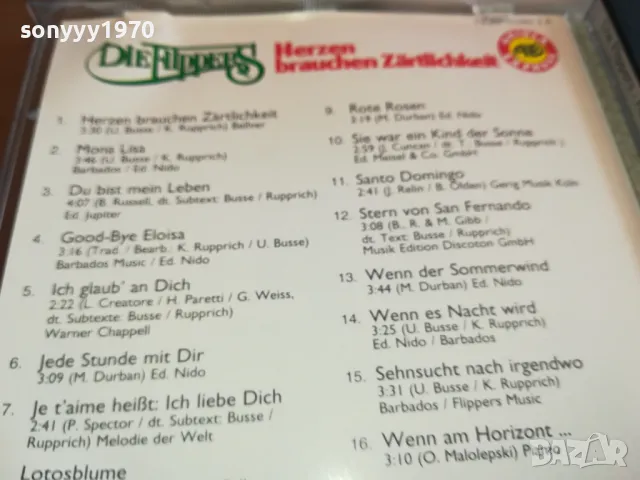 sonyyy1970
DIE FLIPPERS
Herzen
brauchen Zärtlichkeit
1. Herzen brauchen Zärtlichkeit
3:30 (U. Busse / K. Rupprich) Bellver
2. Mona Lisa
3:46 (U. Busse / K. Rupprich)
Barbados / Ed. Nido
3. Du bist mein Leben
4:07 (B. Russell, dt. Subtext: Busse / Rupprich)
Ed. Jupiter
4. Good-Bye Eloisa
3:16 (Trad / Bearb.: K. Rupprich / U. Busse)
Barbados Music / Ed. Nido
5. Ich glaub' an Dich
2:22 (L. Creatore / H. Paretti / G. Weiss,
dt. Subtexte: Busse / Rupprich)
Warner Chappell
6. Jede Stunde mit Dir
3:09 (M. Durban) Ed. Nido
7. Je t'aime heißt: Ich liebe Dich
2:41 (P. Spector / dt. Subtext: Busse /
Rupprich) Melodie der Welt
Lotosblume
9. Rote Rosen
3:19 (M. Durban) Ed. Nido
10. Sie war ein Kind der Sonne
2:59 (J. Duncan / dt. T.: Busse / Rupprich)
Ed. Meisel & Co. GmbH
11. Santo Domingo
2:41 (J. Relin / B. Olden) Gerig Musik Köln
12. Stern von San Fernando
3:08 (B., R. & M. Gibb /
dt. Text: Busse / Rupprich)
Musik Edition Discoton GmbH
13. Wenn der Sommerwind
3:44 (M. Durban) Ed. Nido
14. Wenn es Nacht wird
3:25 (U. Busse / K. Rupprich)
Ed. Nido / Barbados
15. Sehnsucht nach irgendwo
3:31 (U. Busse / K. Rupprich)
Barbados / Flippers Music
16. Wenn am Horizont ...
3:10 (O. Malolepski)
bazar.bg